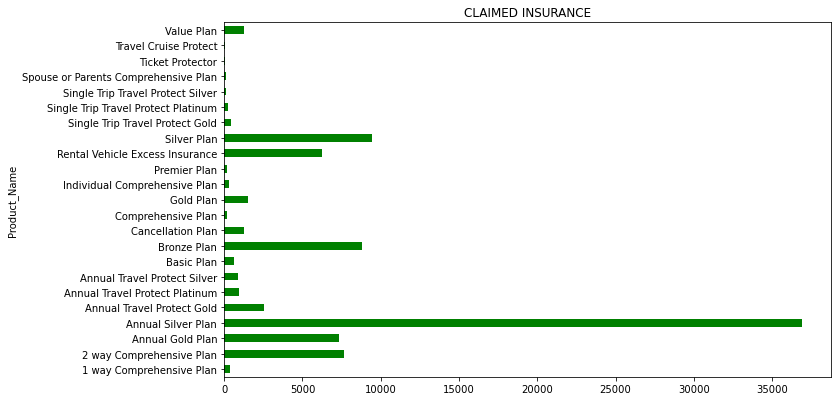 CLAIMED INSURANCE
Product_Name
Value Plan
Travel Cruise Protect
Ticket Protector
Spouse or Parents Comprehensive Plan
Single Trip Travel Protect Silver
Single Trip Travel Protect Platinum
Single Trip Travel Protect Gold
Silver Plan
Rental Vehicle Excess Insurance
Premier Plan
Individual Comprehensive Plan
Gold Plan
Comprehensive Plan
Cancellation Plan
Bronze Plan
Basic Plan
Annual Travel Protect Silver
Annual Travel Protect Platinum
Annual Travel Protect Gold
Annual Silver Plan
Annual Gold Plan
2 way Comprehensive Plan
1 way Comprehensive Plan
0 5000 10000 15000 20000 25000 30000 35000